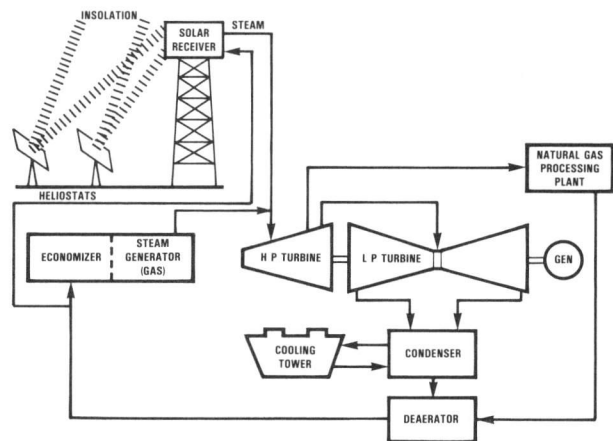 INSOLATION
STEAM
SOLAR
RECEIVER
HELIOSTATS
NATURAL GAS
PROCESSING
PLANT
ECONOMIZER
STEAM
GENERATOR
(GAS)
H P TURBINE
L P TURBINE
GEN
COOLING
TOWER
CONDENSER
DEAERATOR